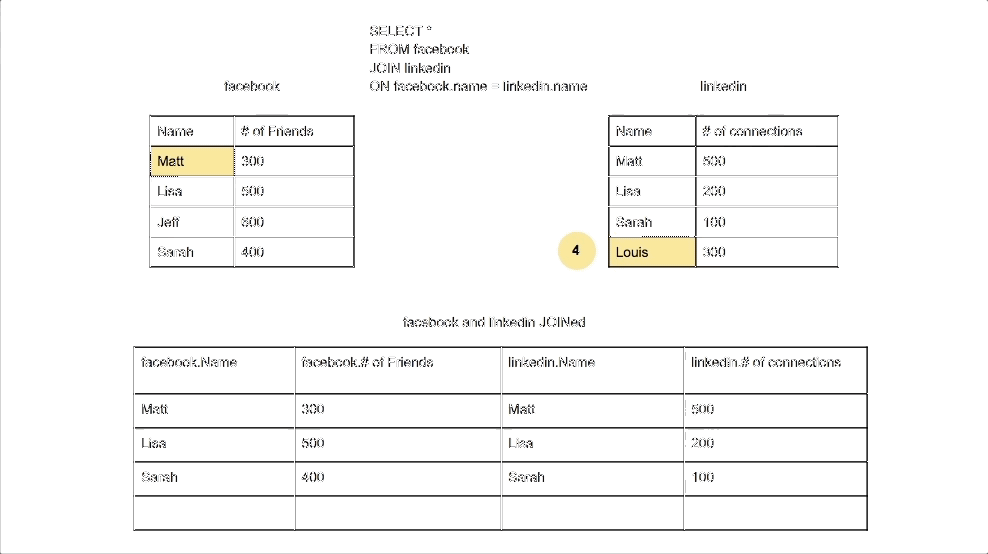 SELECT *
FROM facebook
JOIN linkedin
ON facebook.name = linkedin.name
facebook
linkedin
Name # of Friends
Matt 300
Lisa 500
Jeff 600
Sarah 400
Name # of connections
Matt 500
Lisa 200
Sarah 100
4 Louis 300
facebook and linkedin JOINed
facebook.Name facebook.# of Friends linkedin.Name linkedin.# of connections
Matt 300 Matt 500
Lisa 500 Lisa 200
Sarah 400 Sarah 100